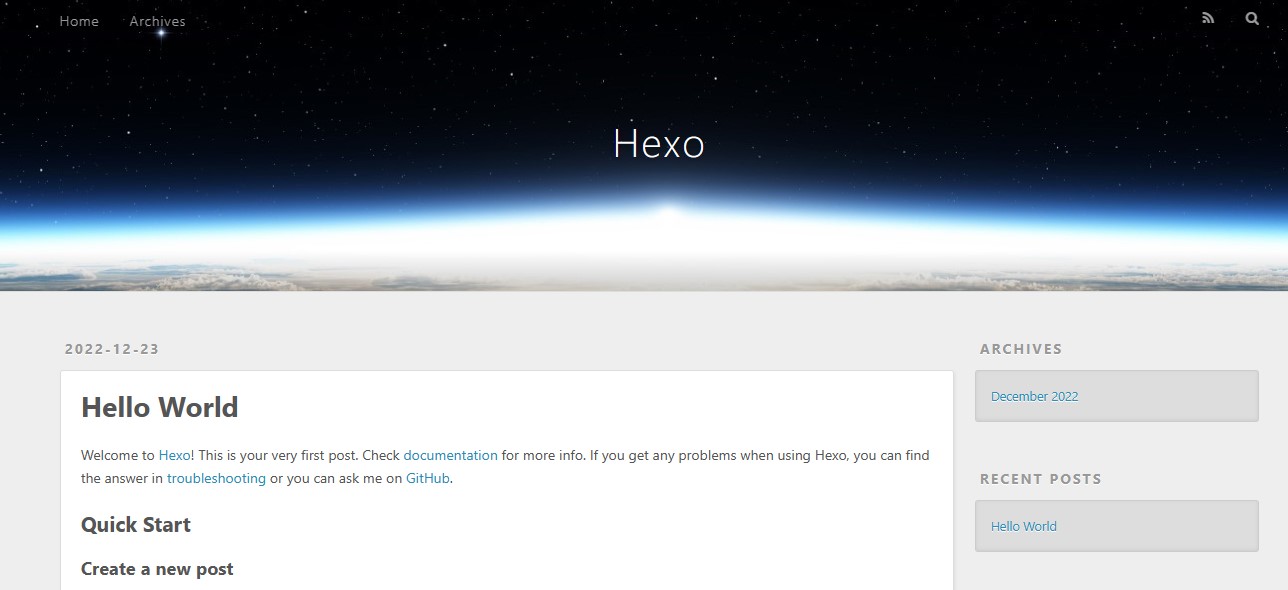 Home Archives
Hexo
2022-12-23
Hello World
Welcome to Hexo! This is your very first post. Check documentation for more info. If you get any problems when using Hexo, you can find
the answer in troubleshooting or you can ask me on GitHub.
Quick Start
Create a new post
ARCHIVES
December 2022
RECENT POSTS
Hello World